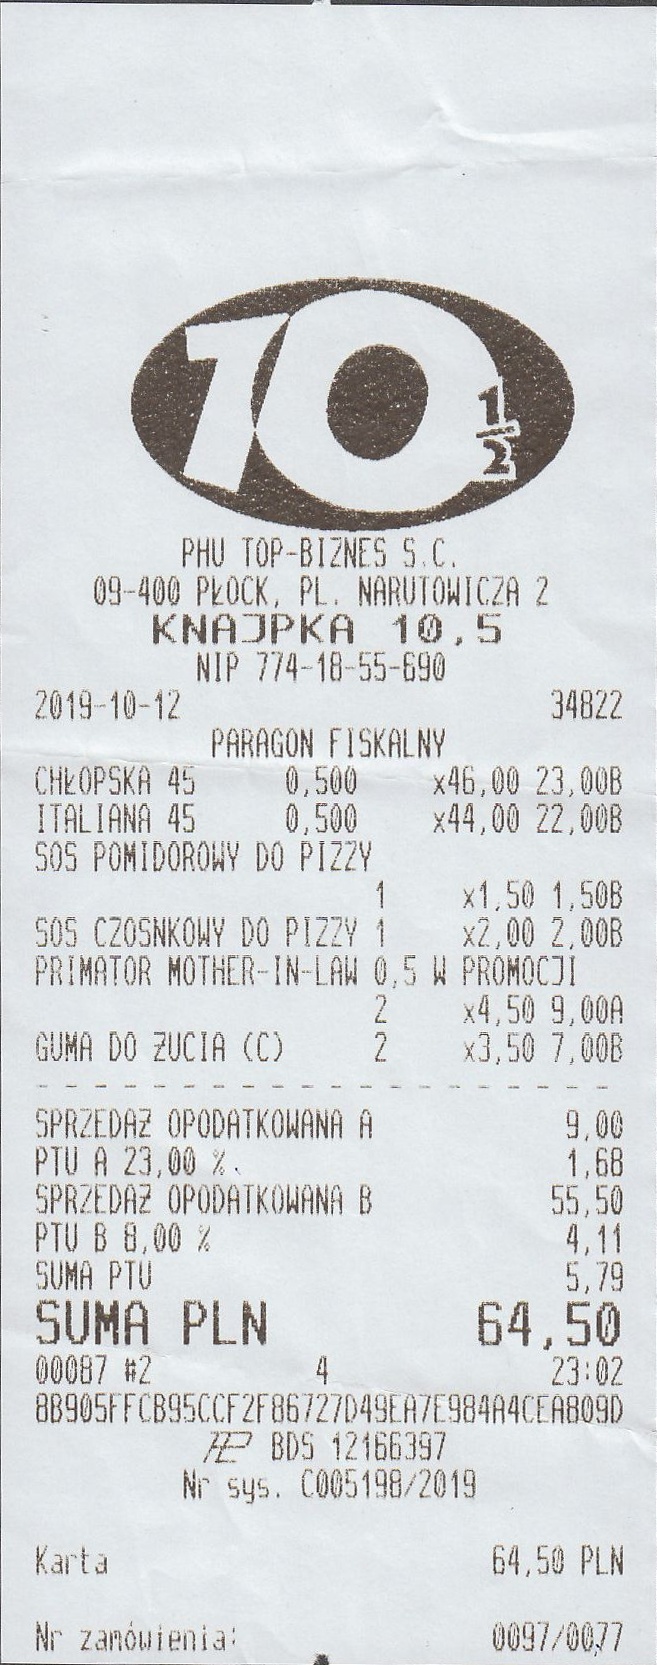 10 1/2
PHU TOP-BIZNES S.C.
09-400 PŁOCK, PL. NARUTOWICZA 2
KNAJPKA 10,5
NIP 774-18-55-690
2019-10-12 34822
PARAGON FISKALNY
CHŁOPSKA 45 0,500 x46,00 23,00B
ITALIANA 45 0,500 x44,00 22,00B
SOS POMIDOROWY DO PIZZY
1 x1,50 1,50B
SOS CZOSNKOWY DO PIZZY 1 x2,00 2,00B
PRIMATOR MOTHER-IN-LAW 0,5 W PROMOCJI
2 x4,50 9,00A
GUMA DO ŻUCIA (C) 2 x3,50 7,00B
SPRZEDAŻ OPODATKOWANA A 9,00
PTU A 23,00 % 1,68
SPRZEDAŻ OPODATKOWANA B 55,50
PTU B 8,00 % 4,11
SUMA PTU 5,79
SUMA PLN 64,50
00087 #2 4 23:02
8B905FFCB95CCF2F86727D49EA7E984A4CEA809D
BDS 12166397
Nr sys. C005198/2019
Karta 64,50 PLN
Nr zamówienia: 0097/0077